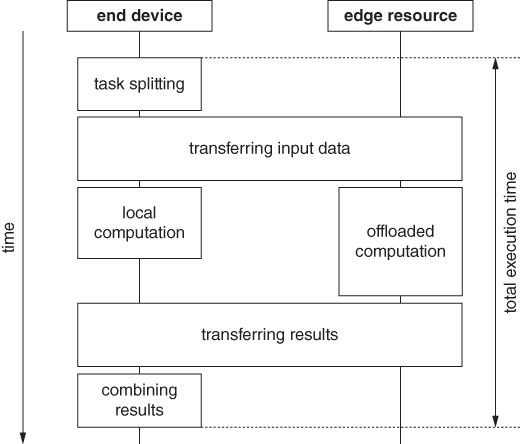 end device
edge resource
task splitting
transferring input data
local
computation
offloaded
computation
transferring results
combining
results
time
total execution time